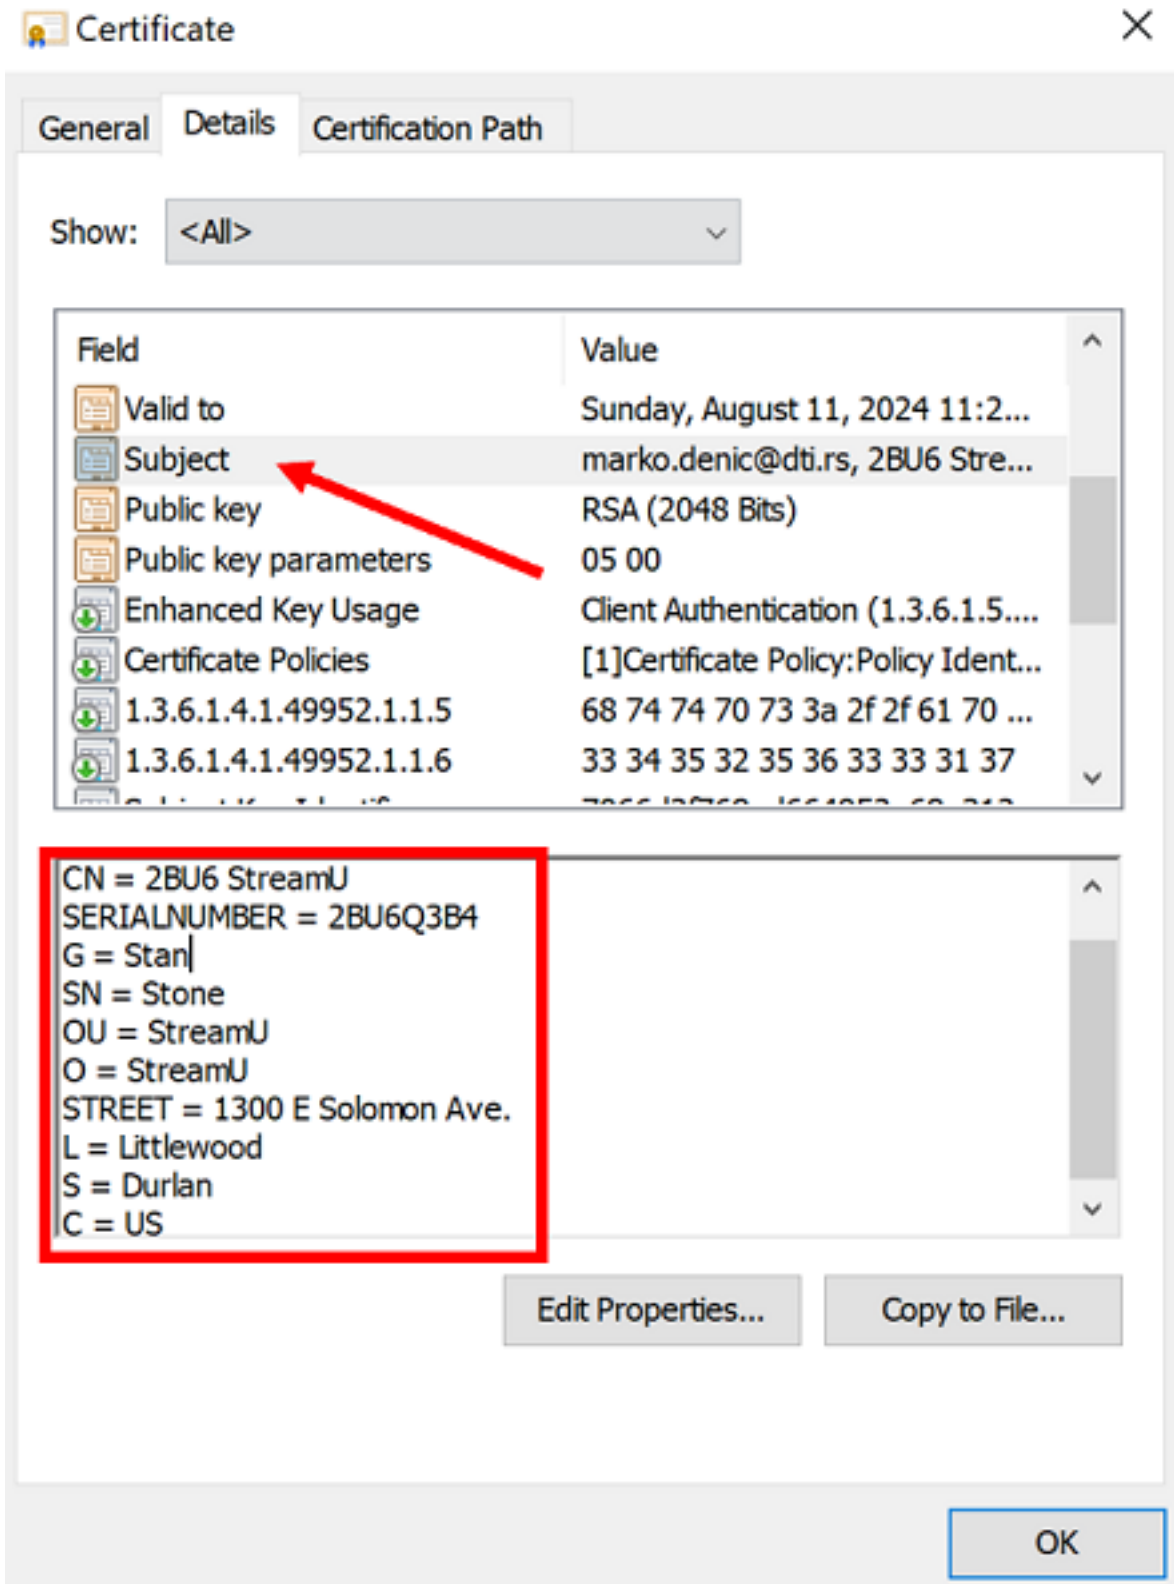 Certificate
General Details Certification Path
Show: <All>
Field Value
Valid to Sunday, August 11, 2024 11:2...
Subject marko.denic@dti.rs, 2BU6 Stre...
Public key RSA (2048 Bits)
Public key parameters 05 00
Enhanced Key Usage Client Authentication (1.3.6.1.5....
Certificate Policies [1]Certificate Policy:Policy Ident...
1.3.6.1.4.1.49952.1.1.5 68 74 74 70 73 3a 2f 2f 61 70 ...
1.3.6.1.4.1.49952.1.1.6 33 34 35 32 35 36 33 33 31 37
CN = 2BU6 StreamU
SERIALNUMBER = 2BU6Q3B4
G = Stan
SN = Stone
OU = StreamU
O = StreamU
STREET = 1300 E Solomon Ave.
L = Littlewood
S = Durlan
C = US
Edit Properties... Copy to File...
OK